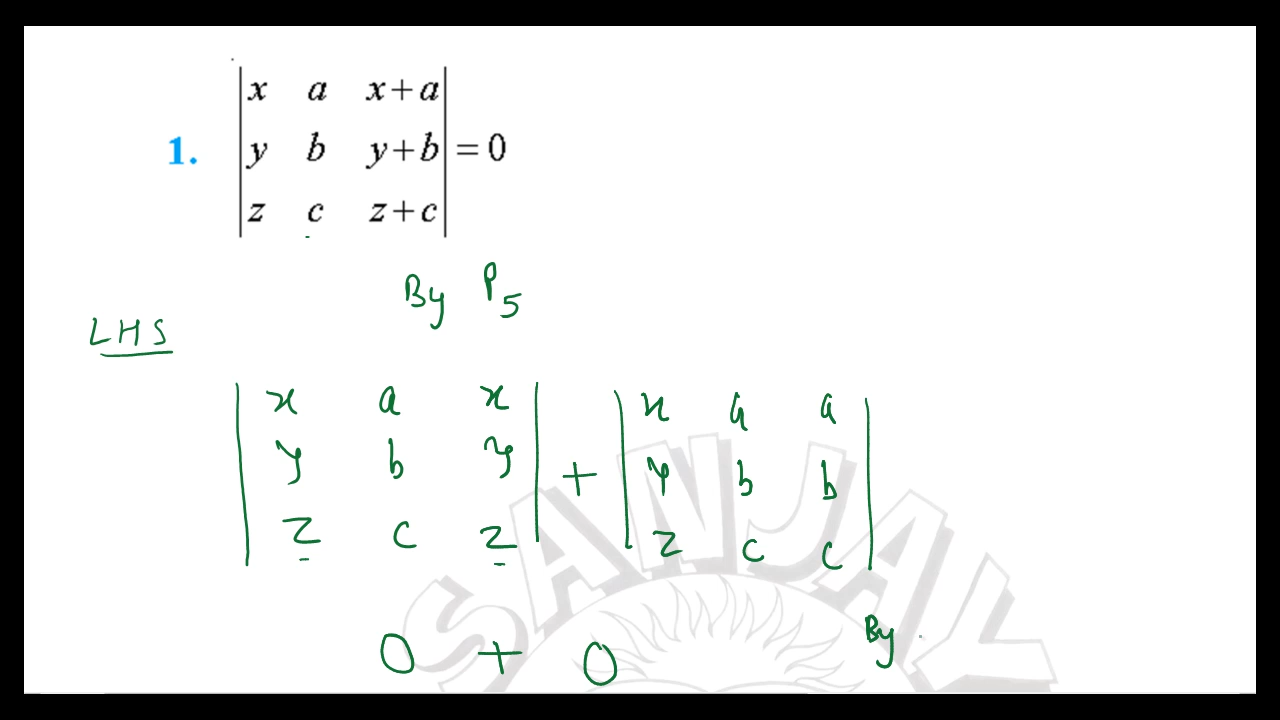 x a x+a
1. y b y+b = 0
z c z+c
By P5
LHS
x a x x a a
y b y + y b b
z c z z c c
By
0 + 0
SANJAY